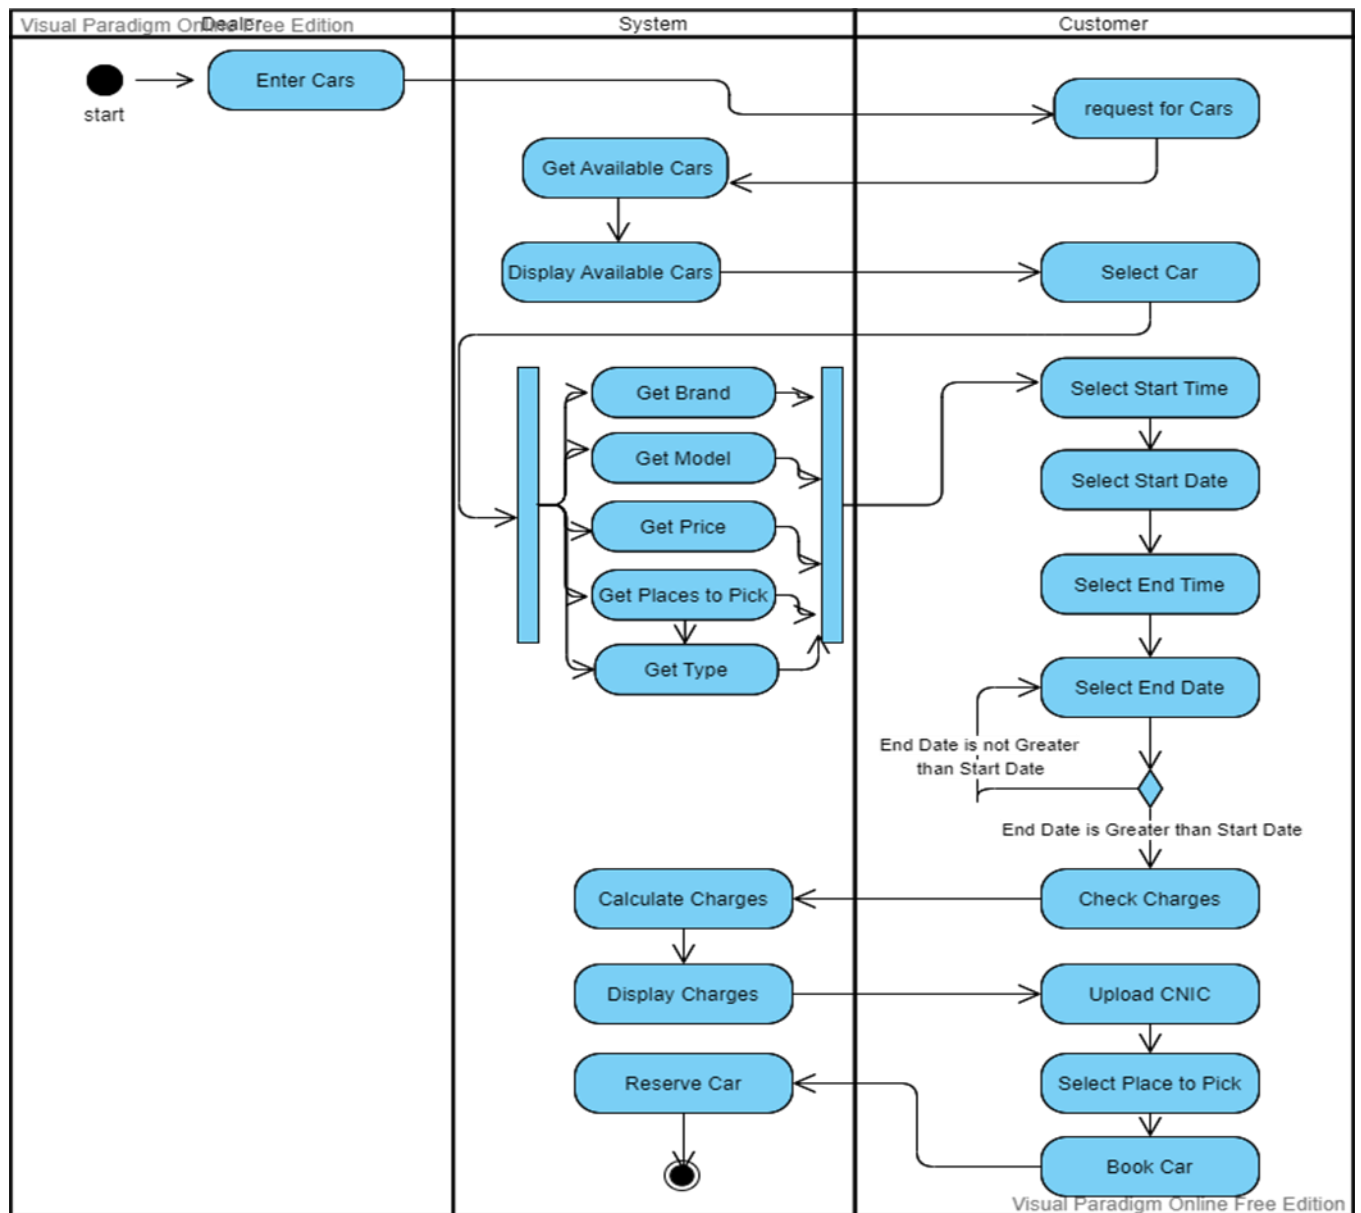 Visual Paradigm Online Free Edition
Dealer
System
Customer
start
Enter Cars
request for Cars
Get Available Cars
Display Available Cars
Select Car
Get Brand
Get Model
Get Price
Get Places to Pick
Get Type
Select Start Time
Select Start Date
Select End Time
Select End Date
End Date is not Greater
than Start Date
End Date is Greater than Start Date
Calculate Charges
Check Charges
Display Charges
Upload CNIC
Reserve Car
Select Place to Pick
Book Car
Visual Paradigm Online Free Edition